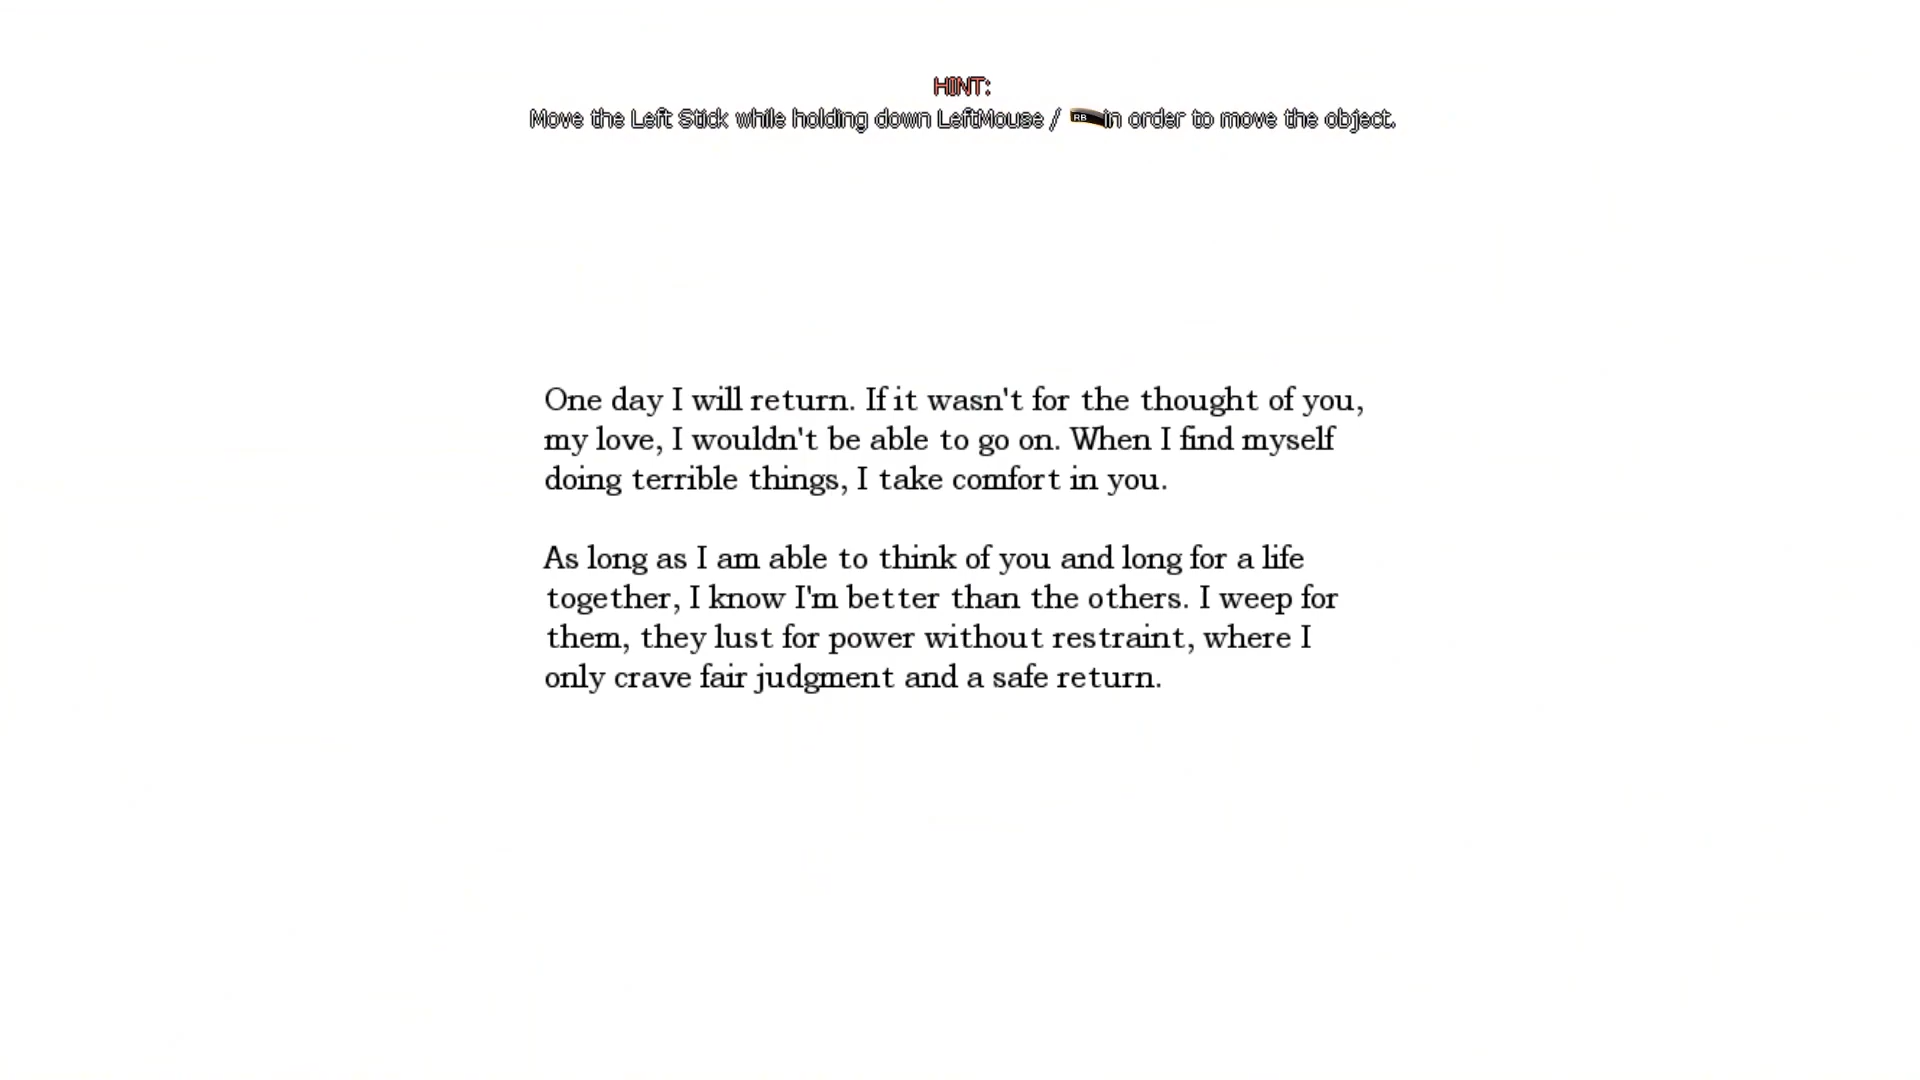 HINT:
Move the Left Stick while holding down LeftMouse / RB in order to move the object.
One day I will return. If it wasn't for the thought of you,
my love, I wouldn't be able to go on. When I find myself
doing terrible things, I take comfort in you.
As long as I am able to think of you and long for a life
together, I know I'm better than the others. I weep for
them, they lust for power without restraint, where I
only crave fair judgment and a safe return.